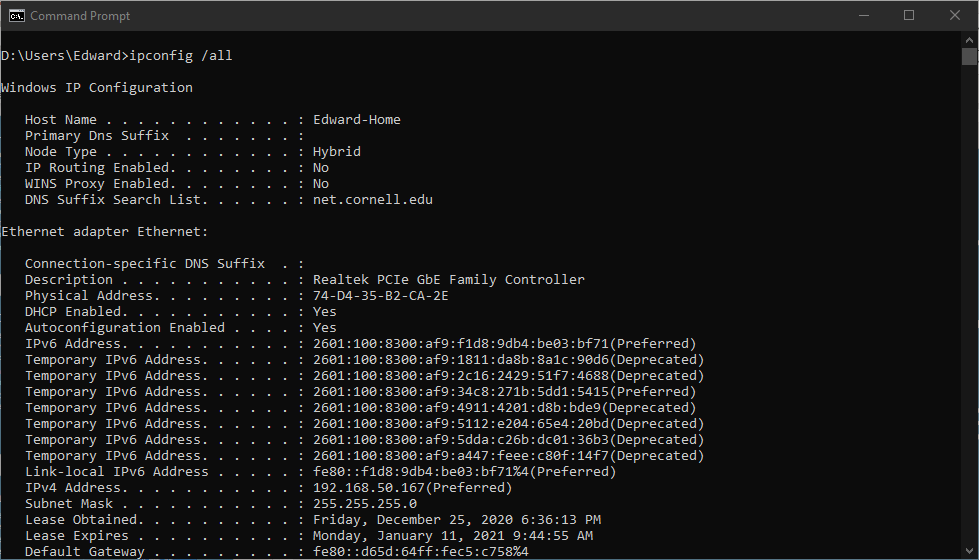 Command Prompt
D:\Users\Edward>ipconfig /all
Windows IP Configuration
Host Name . . . . . . . . . . . . : Edward-Home
Primary Dns Suffix  . . . . . . . :
Node Type . . . . . . . . . . . . : Hybrid
IP Routing Enabled. . . . . . . . : No
WINS Proxy Enabled. . . . . . . . : No
DNS Suffix Search List. . . . . . : net.cornell.edu
Ethernet adapter Ethernet:
Connection-specific DNS Suffix  . :
Description . . . . . . . . . . . : Realtek PCIe GbE Family Controller
Physical Address. . . . . . . . . : 74-D4-35-B2-CA-2E
DHCP Enabled. . . . . . . . . . . : Yes
Autoconfiguration Enabled . . . . : Yes
IPv6 Address. . . . . . . . . . . : 2601:100:8300:af9:f1d8:9db4:be03:bf71(Preferred)
Temporary IPv6 Address. . . . . . : 2601:100:8300:af9:1811:da8b:8a1c:90d6(Deprecated)
Temporary IPv6 Address. . . . . . : 2601:100:8300:af9:2c16:2429:51f7:4688(Deprecated)
Temporary IPv6 Address. . . . . . : 2601:100:8300:af9:34c8:271b:5dd1:5415(Preferred)
Temporary IPv6 Address. . . . . . : 2601:100:8300:af9:4911:4201:d8b:bde9(Deprecated)
Temporary IPv6 Address. . . . . . : 2601:100:8300:af9:5112:e204:65e4:20bd(Deprecated)
Temporary IPv6 Address. . . . . . : 2601:100:8300:af9:5dda:c26b:dc01:36b3(Deprecated)
Temporary IPv6 Address. . . . . . : 2601:100:8300:af9:a447:feee:c80f:14f7(Deprecated)
Link-local IPv6 Address . . . . . : fe80::f1d8:9db4:be03:bf71%4(Preferred)
IPv4 Address. . . . . . . . . . . : 192.168.50.167(Preferred)
Subnet Mask . . . . . . . . . . . : 255.255.255.0
Lease Obtained. . . . . . . . . . : Friday, December 25, 2020 6:36:13 PM
Lease Expires . . . . . . . . . . : Monday, January 11, 2021 9:44:55 AM
Default Gateway . . . . . . . . . : fe80::d65d:64ff:fec5:c758%4